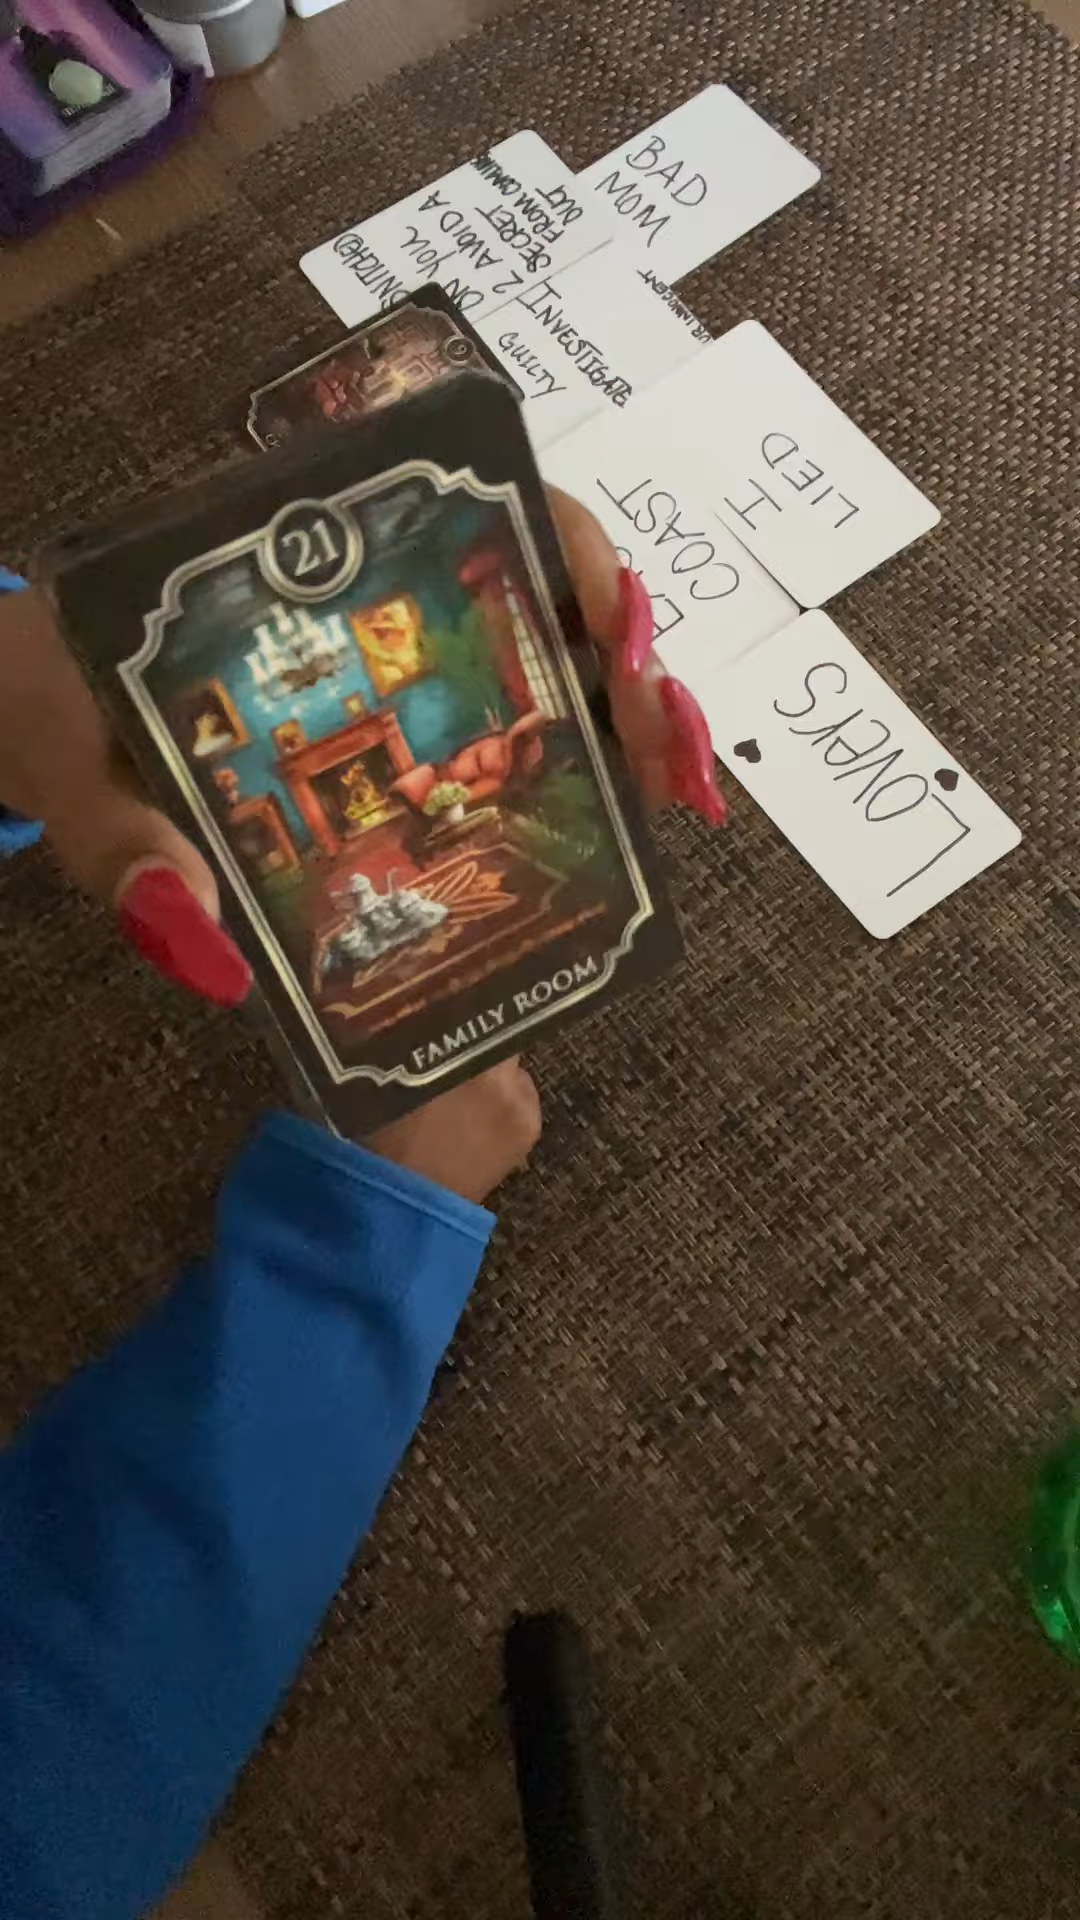 BAD
MOM
(SNITCHED)
ON YOU
2 AVOID A
SECRET
FROM COMING
OUT
INNOCENT
INVESTIGATE
GUILTY
I
LIED
COAST
LOVERS
9
21
FAMILY ROOM